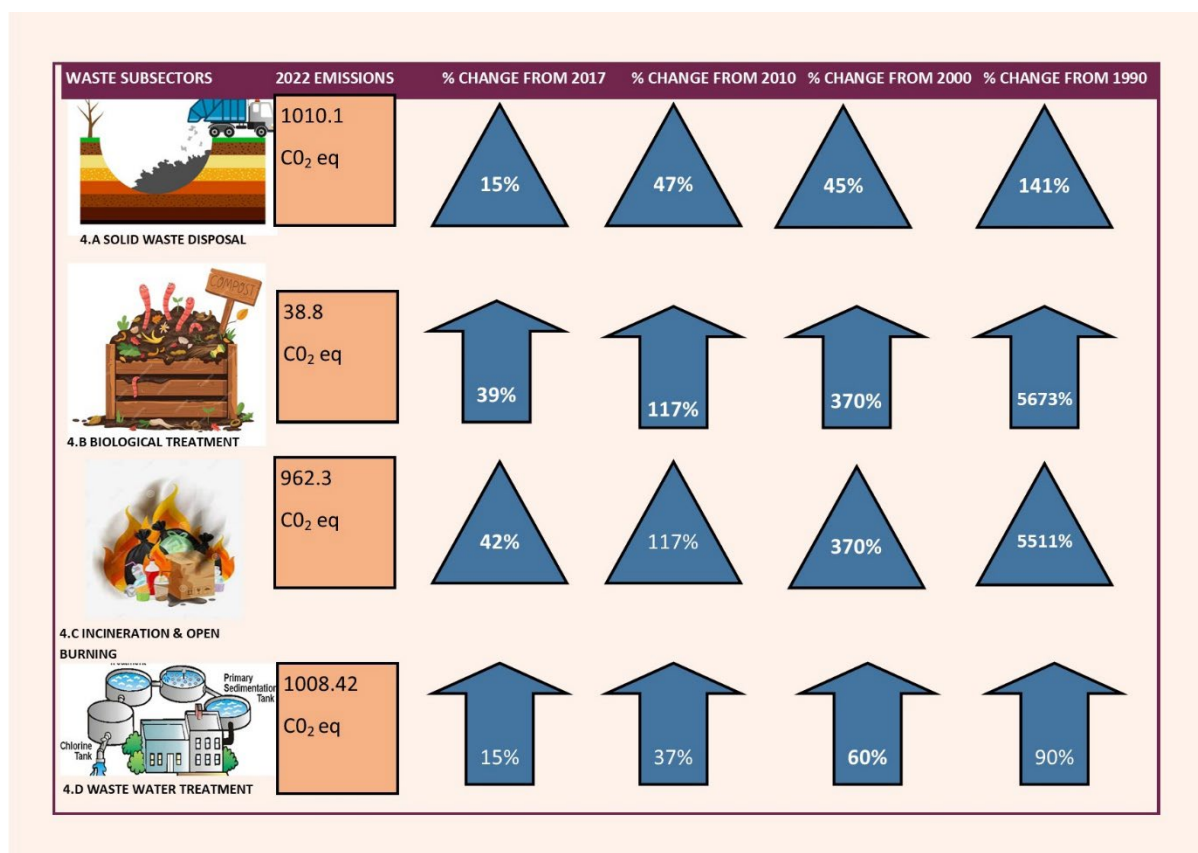 WASTE SUBSECTORS 2022 EMISSIONS % CHANGE FROM 2017 % CHANGE FROM 2010 % CHANGE FROM 2000 % CHANGE FROM 1990
1010.1
C0₂ eq
15% 47% 45% 141%
4.A SOLID WASTE DISPOSAL
COMPOST
38.8
C0₂ eq
39% 117% 370% 5673%
4.B BIOLOGICAL TREATMENT
962.3
C0₂ eq
42% 117% 370% 5511%
4.C INCINERATION & OPEN
BURNING
Primary
Sedimentation
Tank
Chlorine
Tank
1008.42
C0₂ eq
15% 37% 60% 90%
4.D WASTE WATER TREATMENT